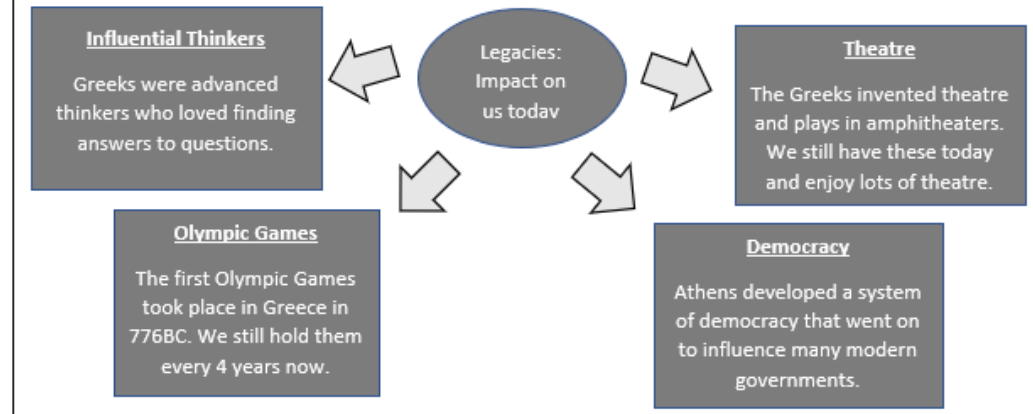 Legacies:
Impact on
us today
Influential Thinkers
Greeks were advanced
thinkers who loved finding
answers to questions.
Theatre
The Greeks invented theatre
and plays in amphitheaters.
We still have these today
and enjoy lots of theatre.
Olympic Games
The first Olympic Games
took place in Greece in
776BC. We still hold them
every 4 years now.
Democracy
Athens developed a system
of democracy that went on
to influence many modern
governments.